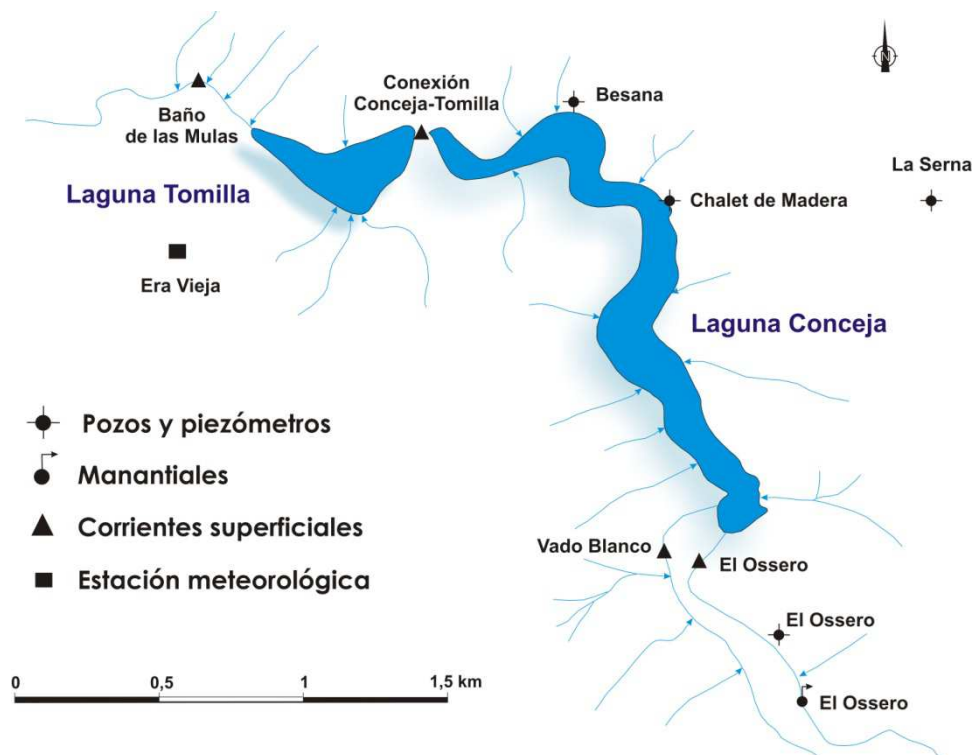 N
Conexión
Conceja-Tomilla
Besana
Baño
de las Mulas
La Serna
Laguna Tomilla
Chalet de Madera
Era Vieja
Laguna Conceja
Pozos y piezómetros
Manantiales
Corrientes superficiales
Estación meteorológica
Vado Blanco
El Ossero
El Ossero
El Ossero
0 0,5 1 1,5 km